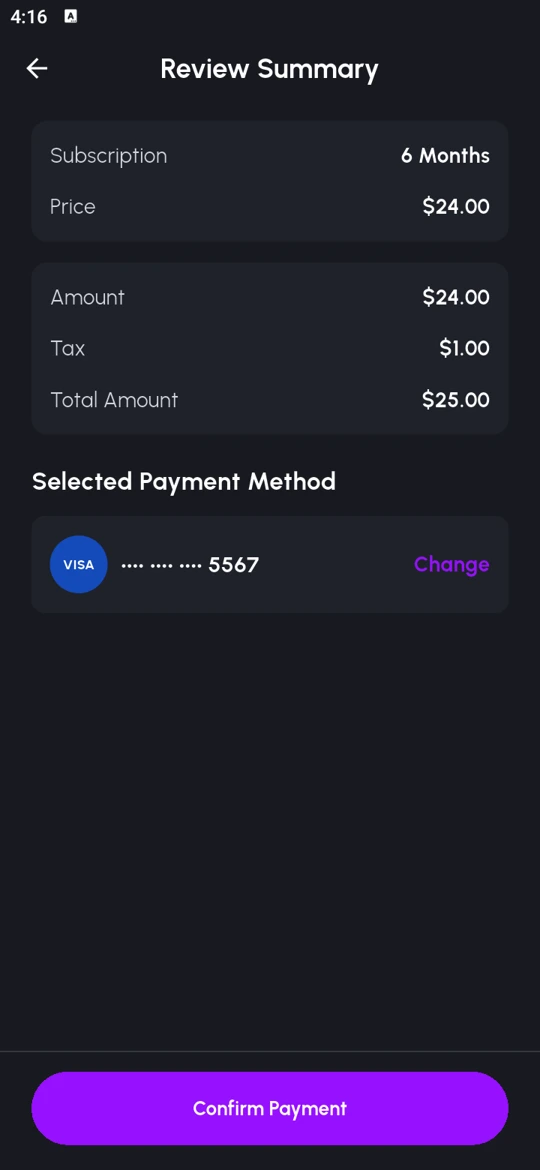 4:16
Review Summary
Subscription 6 Months
Price $24.00
Amount $24.00
Tax $1.00
Total Amount $25.00
Selected Payment Method
VISA •••• •••• •••• 5567 Change
Confirm Payment